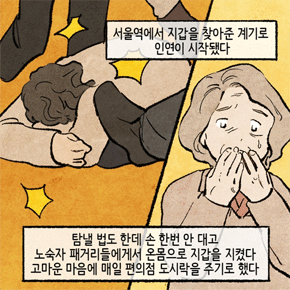 서울역에서 지갑을 찾아준 계기로
인연이 시작됐다
탐낼 법도 한데 손 한번 안 대고
노숙자 패거리들에게서 온몸으로 지갑을 지켰다
고마운 마음에 매일 편의점 도시락을 주기로 했다